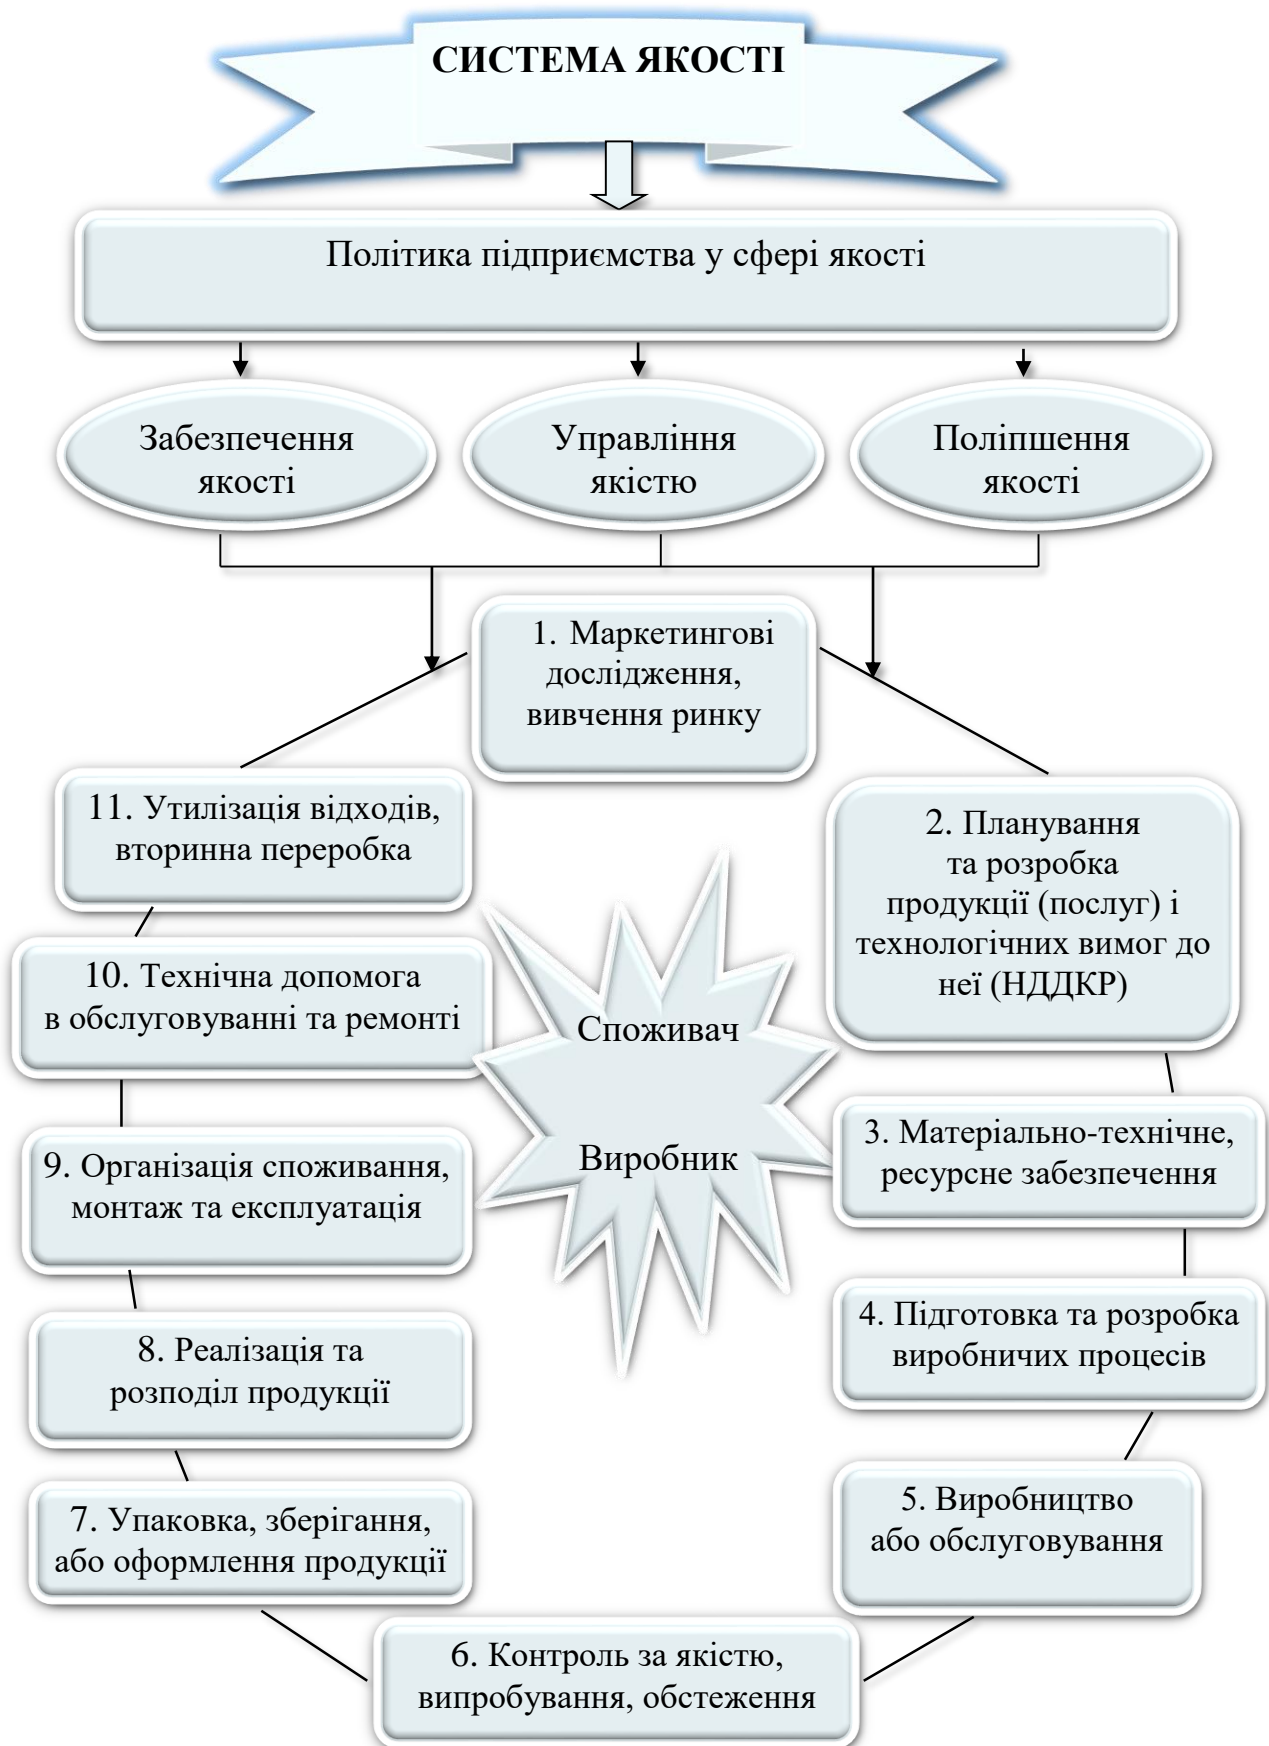 СИСТЕМА ЯКОСТІ
Політика підприємства у сфері якості
Забезпечення
якості
Управління
якістю
Поліпшення
якості
1. Маркетингові
дослідження,
вивчення ринку
2. Планування
та розробка
продукції (послуг) і
технологічних вимог до
неї (НДДКР)
3. Матеріально-технічне,
ресурсне забезпечення
4. Підготовка та розробка
виробничих процесів
5. Виробництво
або обслуговування
6. Контроль за якістю,
випробування, обстеження
7. Упаковка, зберігання,
або оформлення продукції
8. Реалізація та
розподіл продукції
9. Організація споживання,
монтаж та експлуатація
10. Технічна допомога
в обслуговуванні та ремонті
11. Утилізація відходів,
вторинна переробка
Споживач
Виробник